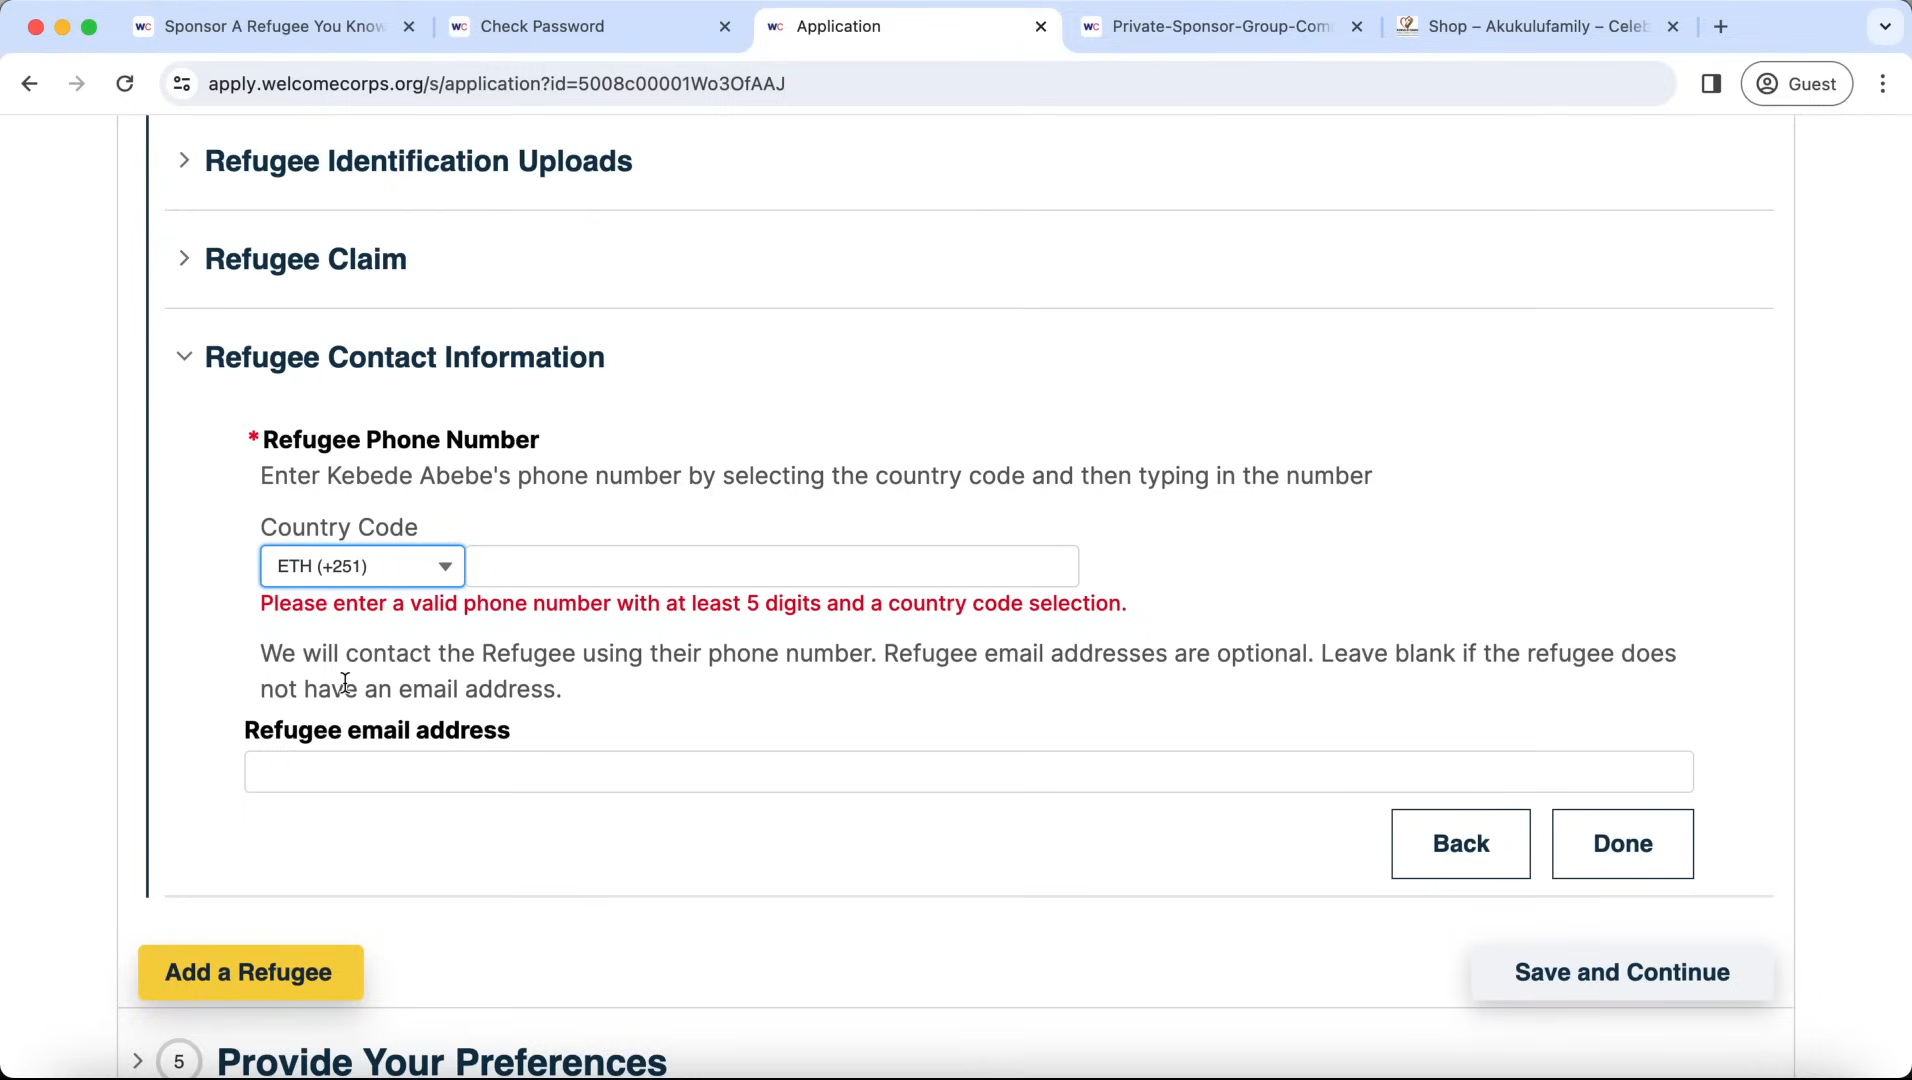 wc Sponsor A Refugee You Know
wc Check Password
wc Application
wc Private-Sponsor-Group-Com
Shop – Akukulufamily – Celeb
apply.welcomecorps.org/s/application?id=5008c00001Wo3OfAAJ
Guest
Refugee Identification Uploads
Refugee Claim
Refugee Contact Information
*Refugee Phone Number
Enter Kebede Abebe's phone number by selecting the country code and then typing in the number
Country Code
ETH (+251)
Please enter a valid phone number with at least 5 digits and a country code selection.
We will contact the Refugee using their phone number. Refugee email addresses are optional. Leave blank if the refugee does
not have an email address.
Refugee email address
Back
Done
Add a Refugee
Save and Continue
5
Provide Your Preferences